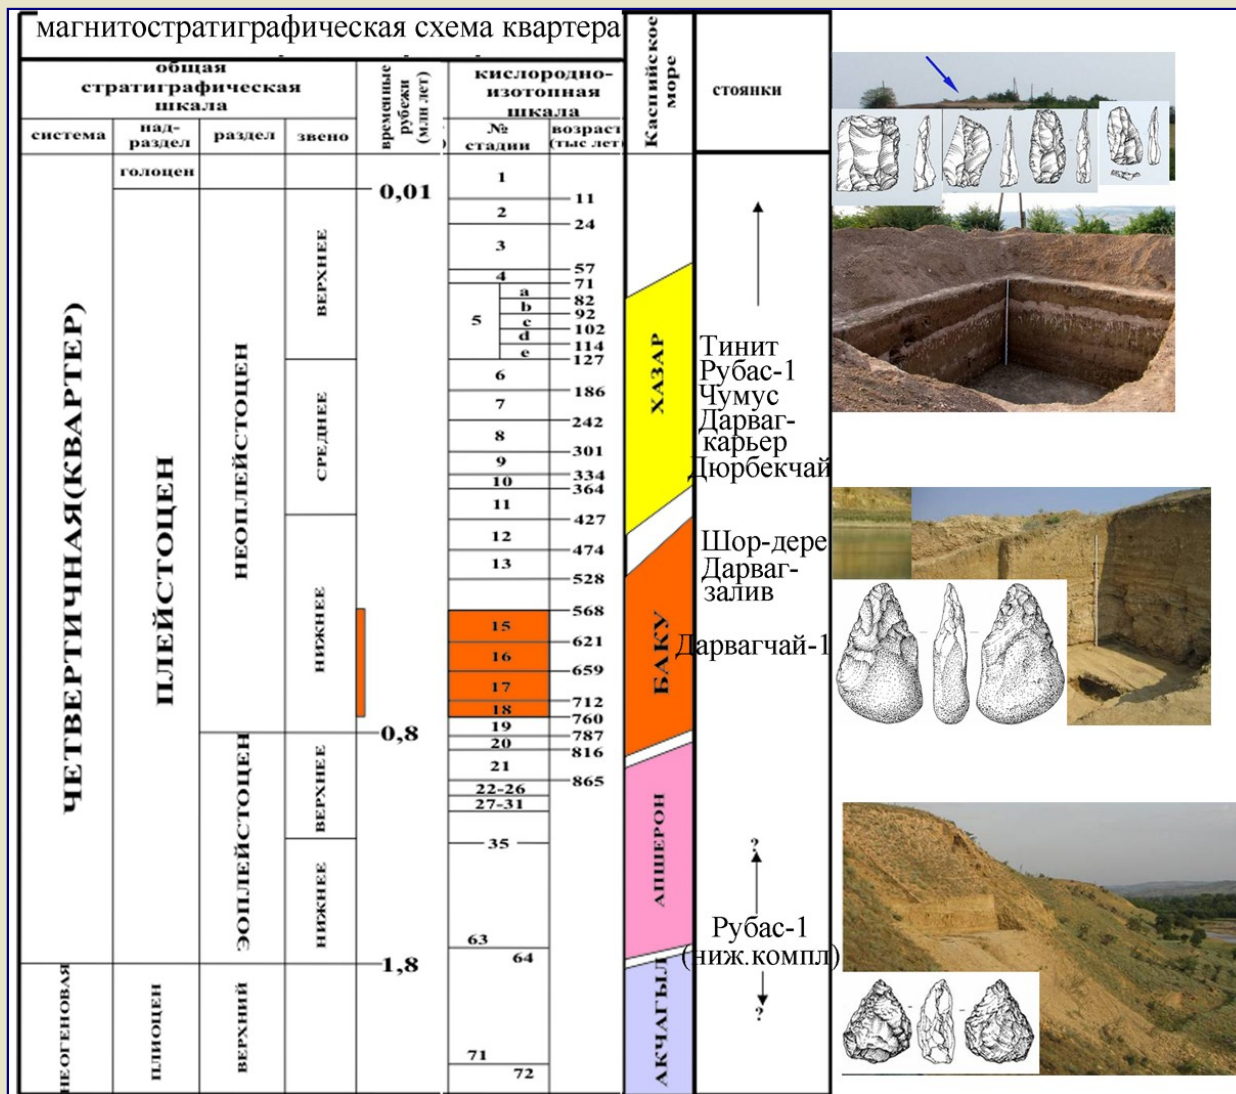 магнитостратиграфическая схема квартера
общая
стратиграфическая
шкала
временные
рубежи
(млн лет)
кислородно-
изотопная
шкала
Каспийское
море
стоянки
система
над-
раздел
раздел
звено
№
стадии
возраст
(тыс лет)
ЧЕТВЕРТИЧНАЯ(КВАРТЕР)
НЕОГЕНОВАЯ
голоцен
ПЛЕЙСТОЦЕН
ПЛИОЦЕН
НЕОПЛЕЙСТОЦЕН
ЭОПЛЕЙСТОЦЕН
ВЕРХНИЙ
ВЕРХНЕЕ
СРЕДНЕЕ
НИЖНЕЕ
ВЕРХНЕЕ
НИЖНЕЕ
0,01
0,8
1,8
1
2
3
4
5
a
b
c
d
e
6
7
8
9
10
11
12
13
15
16
17
18
19
20
21
22-26
27-31
35
63
64
71
72
11
24
57
71
82
92
102
114
127
186
242
301
334
364
427
474
528
568
621
659
712
760
787
816
865
ХАЗАР
БАКУ
АПШЕРОН
АКЧАГЫЛ
Тинит
Рубас-1
Чумус
Дарваг-
карьер
Дюрбекчай
Шор-дере
Дарваг-
залив
Дарвагчай-1
?
Рубас-1
(ниж.компл)
?